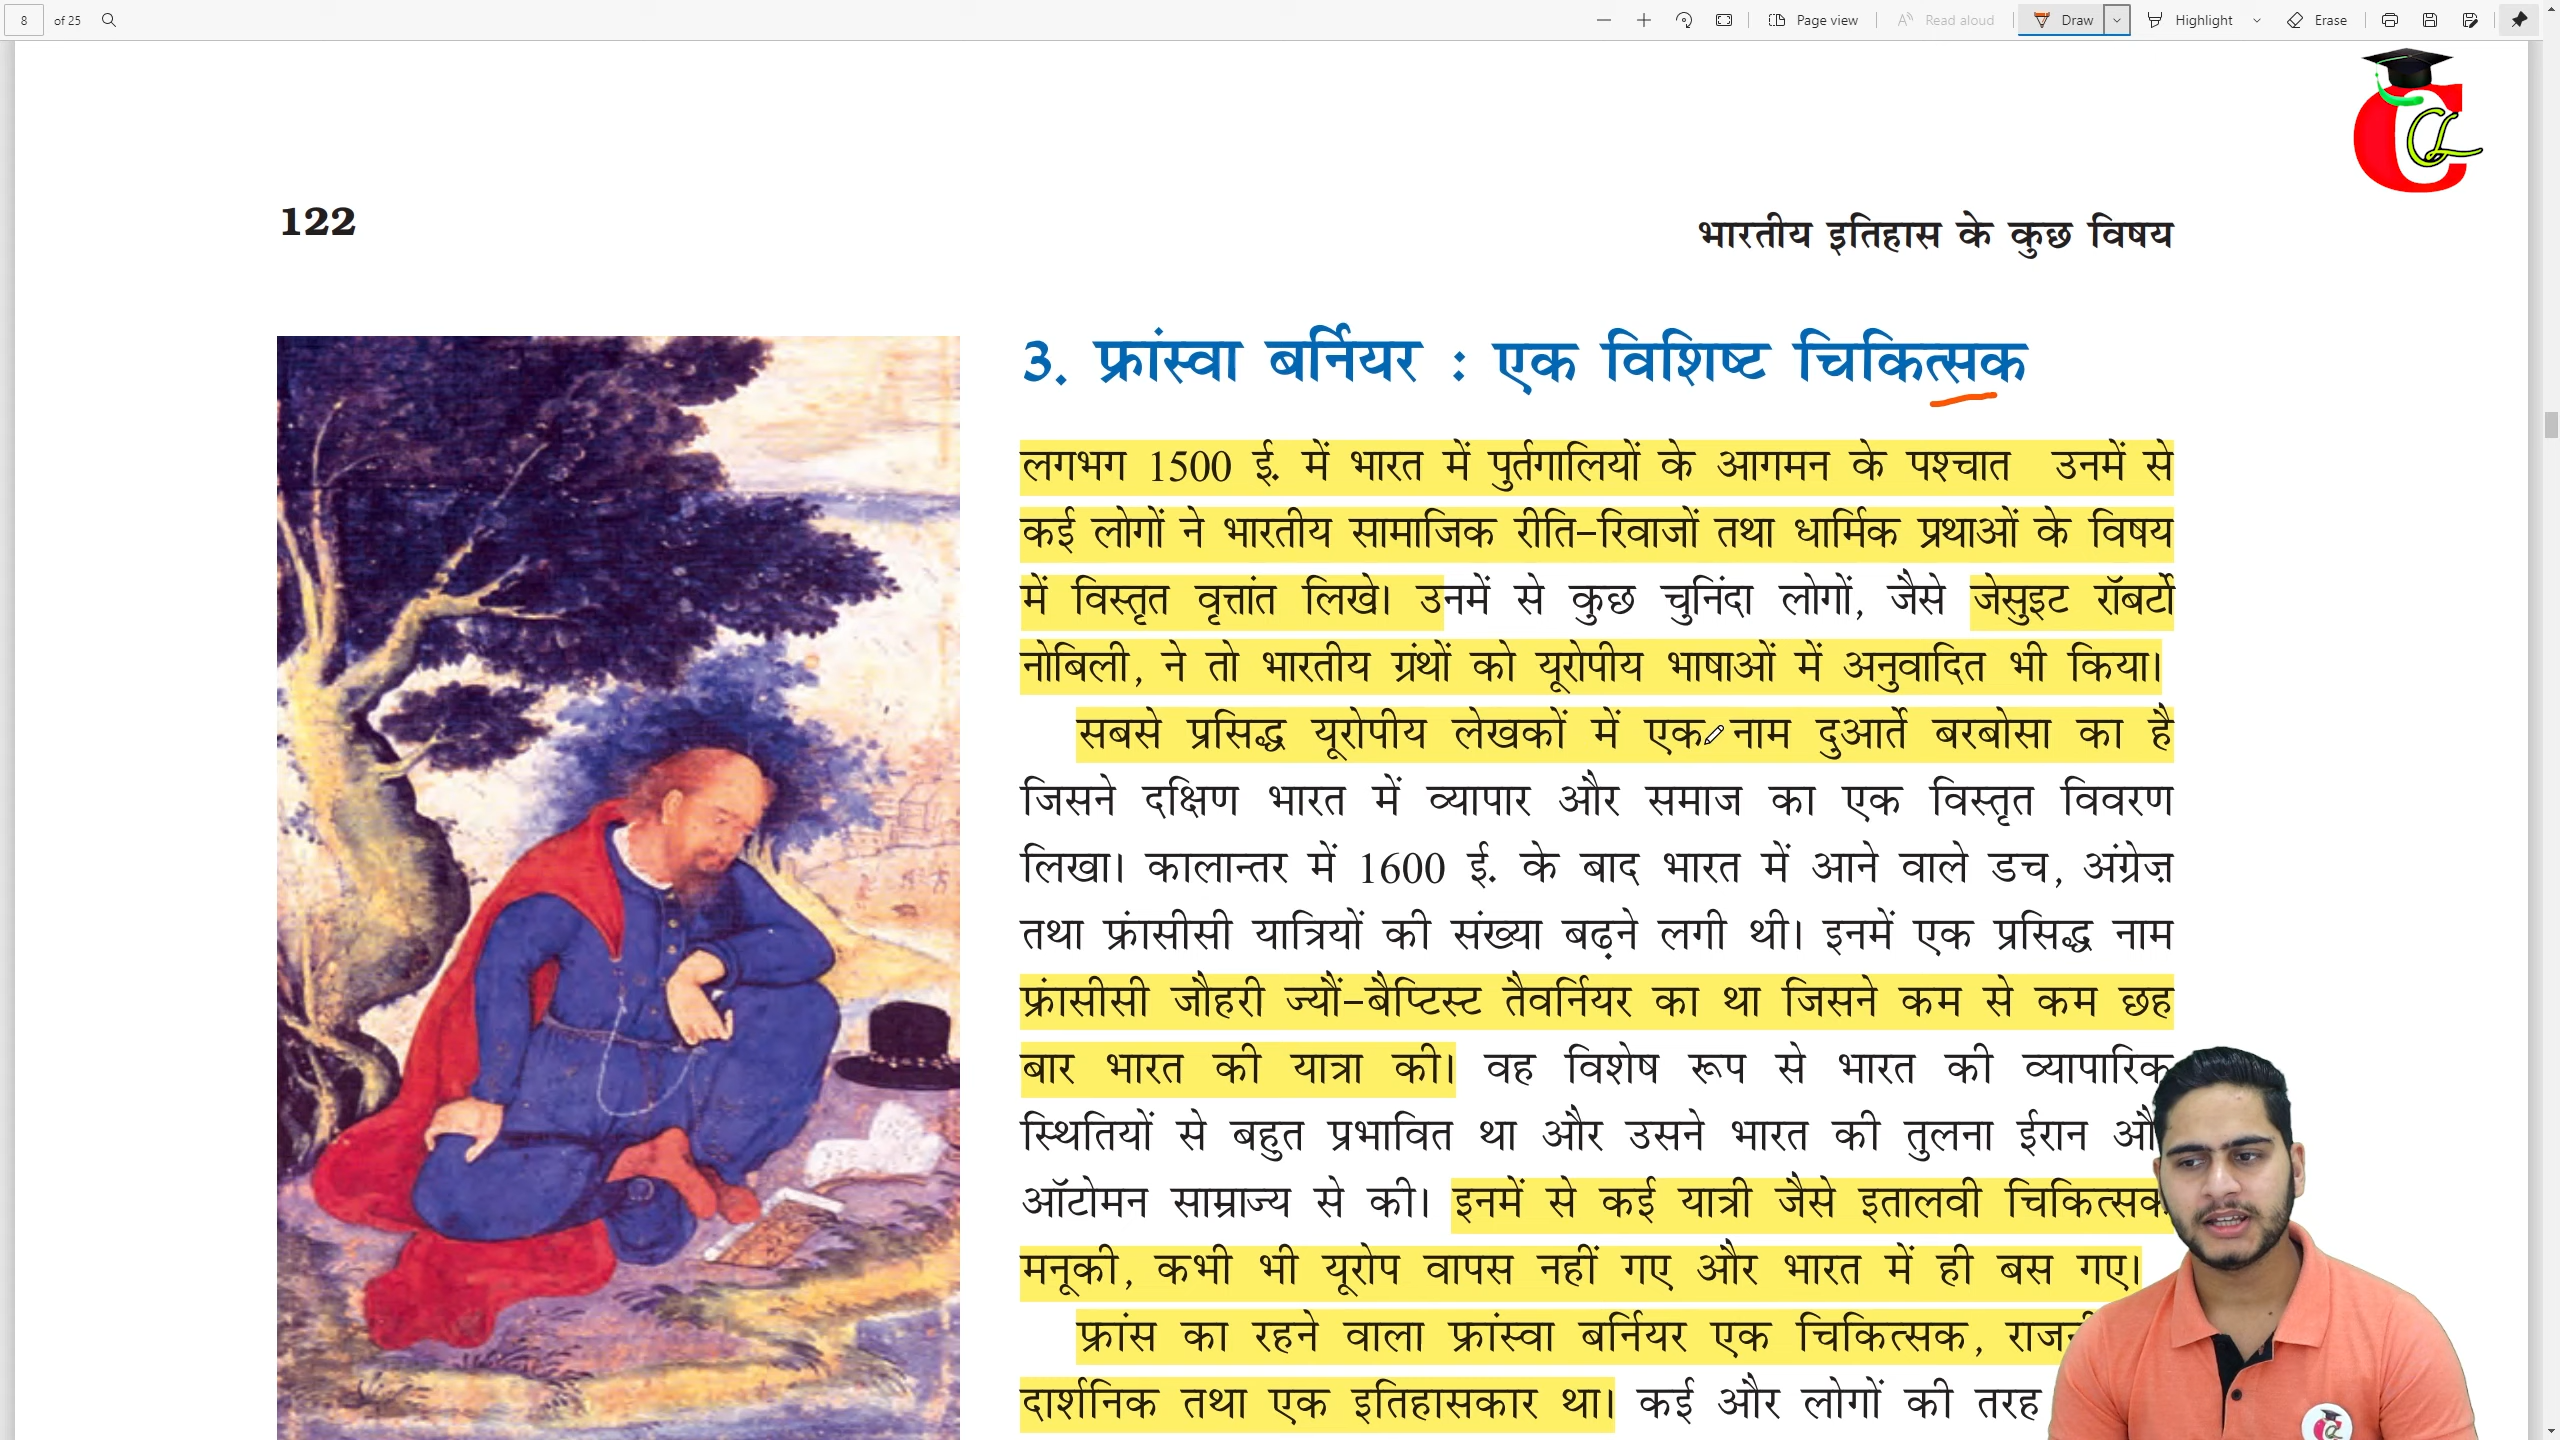 8 of 25 Page view Read aloud Draw Highlight Erase
122 भारतीय इतिहास के कुछ विषय
3. फ्रांस्वा बर्नियर : एक विशिष्ट चिकित्सक
लगभग 1500 ई. में भारत में पुर्तगालियों के आगमन के पश्चात उनमें से
कई लोगों ने भारतीय सामाजिक रीति-रिवाजों तथा धार्मिक प्रथाओं के विषय
में विस्तृत वृत्तांत लिखे। उनमें से कुछ चुनिंदा लोगों, जैसे जेसुइट रॉबर्टो
नोबिली, ने तो भारतीय ग्रंथों को यूरोपीय भाषाओं में अनुवादित भी किया।
सबसे प्रसिद्ध यूरोपीय लेखकों में एक नाम दुआर्ते बरबोसा का है
जिसने दक्षिण भारत में व्यापार और समाज का एक विस्तृत विवरण
लिखा। कालान्तर में 1600 ई. के बाद भारत में आने वाले डच, अंग्रेज़
तथा फ्रांसीसी यात्रियों की संख्या बढ़ने लगी थी। इनमें एक प्रसिद्ध नाम
फ्रांसीसी जौहरी ज्यौं-बैप्टिस्ट तैवर्नियर का था जिसने कम से कम छह
बार भारत की यात्रा की। वह विशेष रूप से भारत की व्यापारिक
स्थितियों से बहुत प्रभावित था और उसने भारत की तुलना ईरान
ऑटोमन साम्राज्य से की। इनमें से कई यात्री जैसे इतालवी चिकित्सक
मनूकी, कभी भी यूरोप वापस नहीं गए और भारत में ही बस गए।
फ्रांस का रहने वाला फ्रांस्वा बर्नियर एक चिकित्सक,
दार्शनिक तथा एक इतिहासकार था। कई और लोगों की तरह